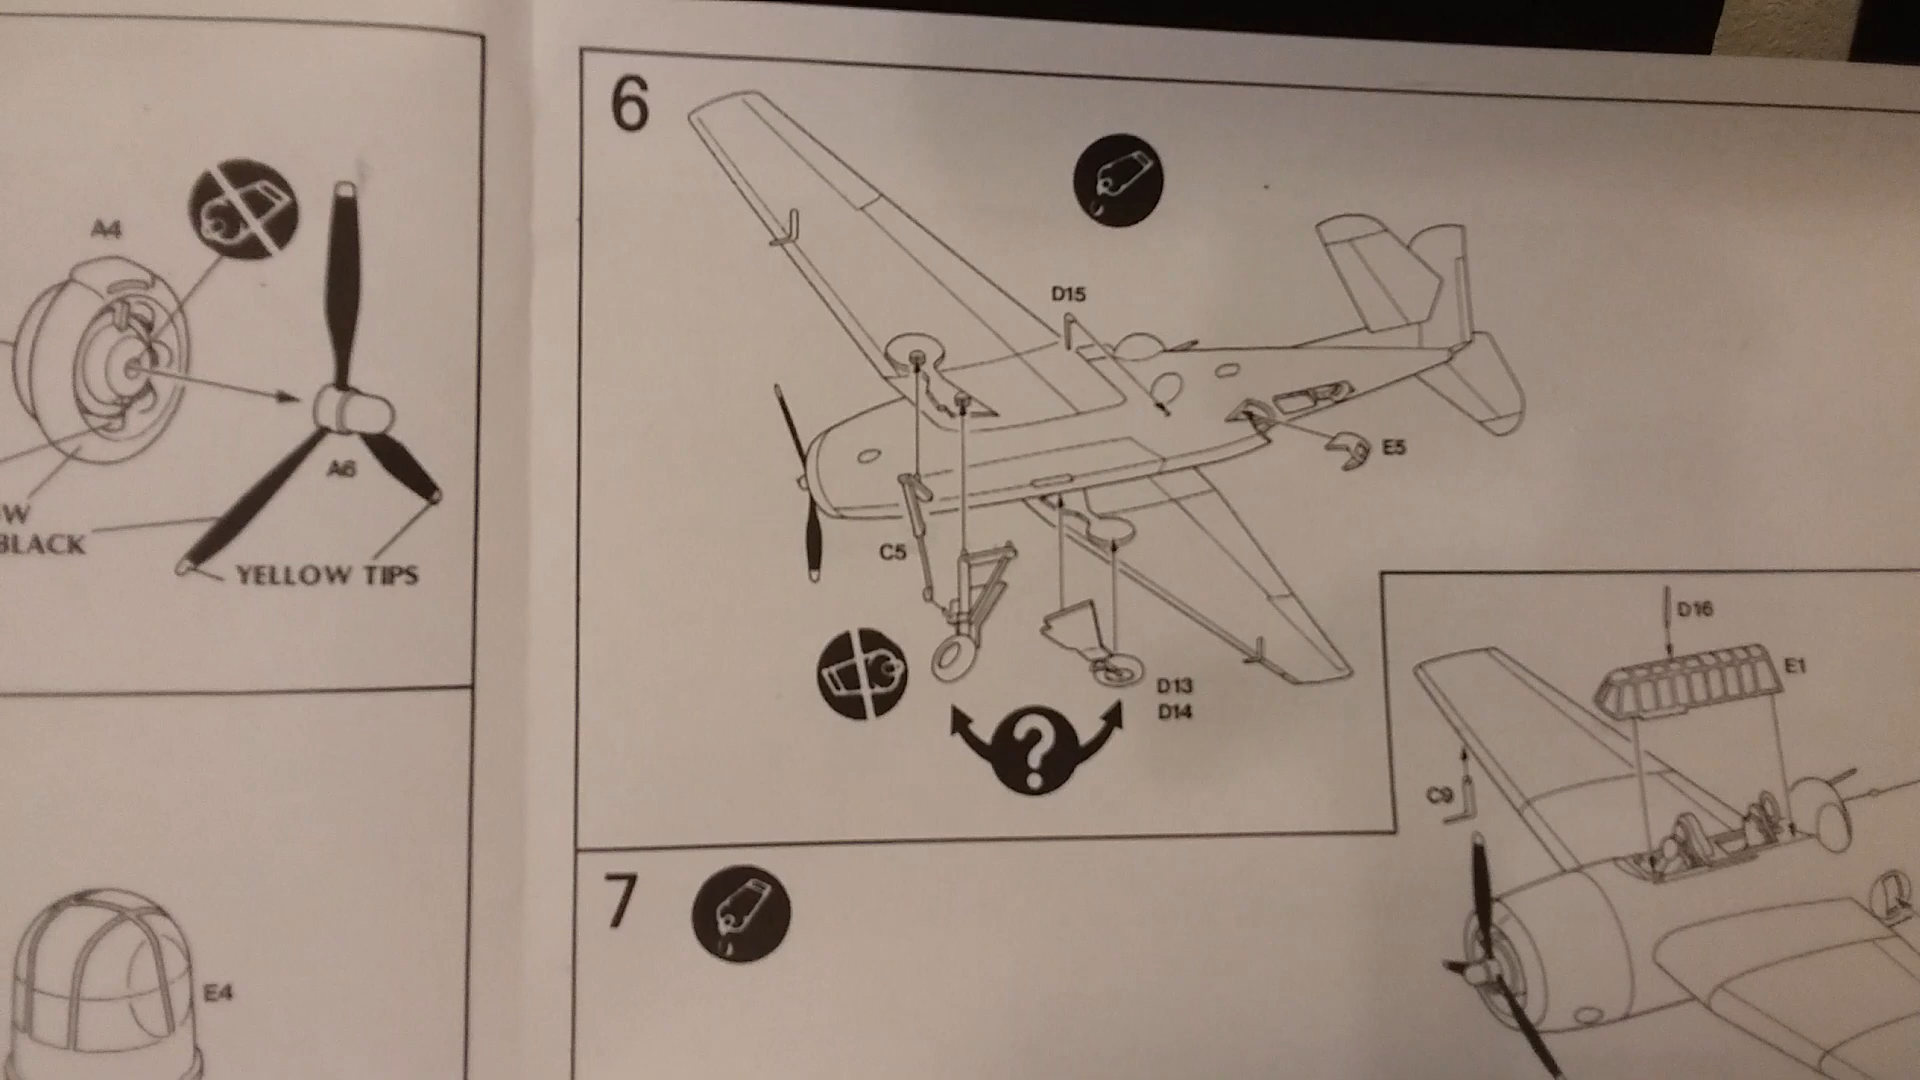 A4
A6
W
BLACK
YELLOW TIPS
E4
6
D15
E5
C5
D13
D14
?
7
D16
E1
C9